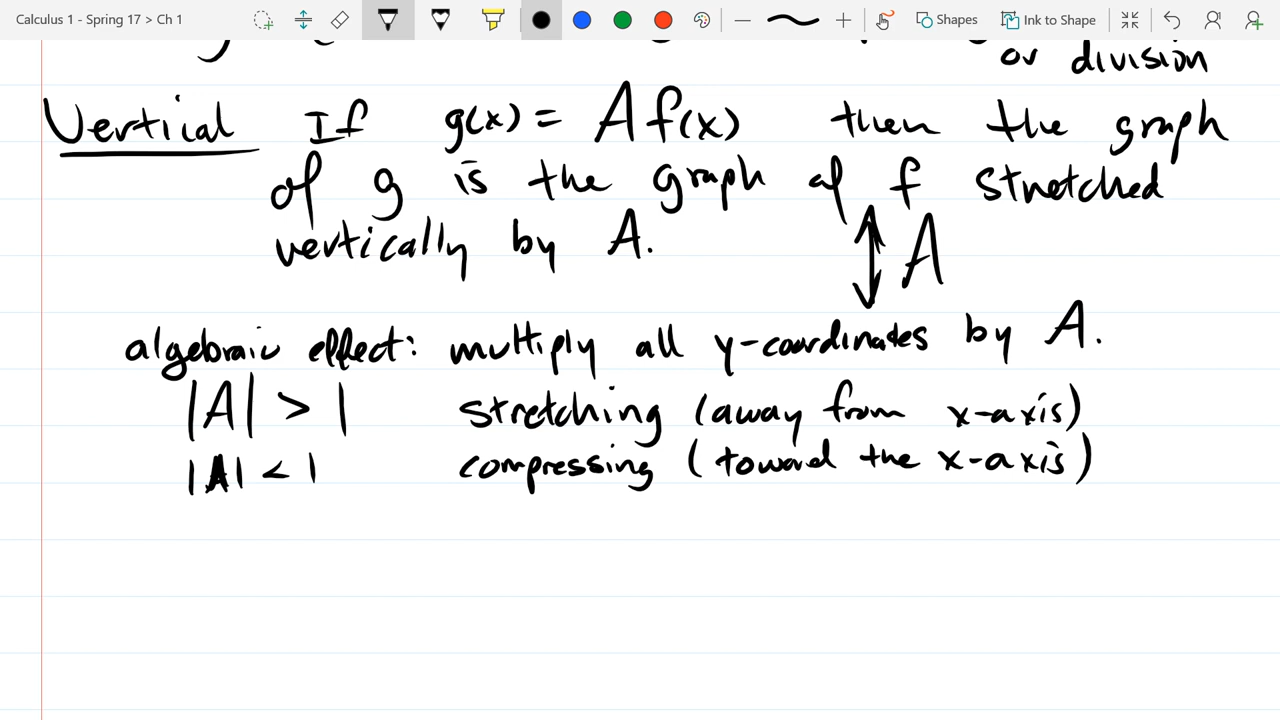 Calculus 1 - Spring 17 > Ch 1
Shapes
Ink to Shape
or division
Vertical If g(x) = A f(x) then the graph
of g is the graph of f stretched
vertically by A.
A
algebraic effect: multiply all y-coordinates by A.
|A| > 1 stretching (away from x-axis)
|A| < 1 compressing (toward the x-axis)